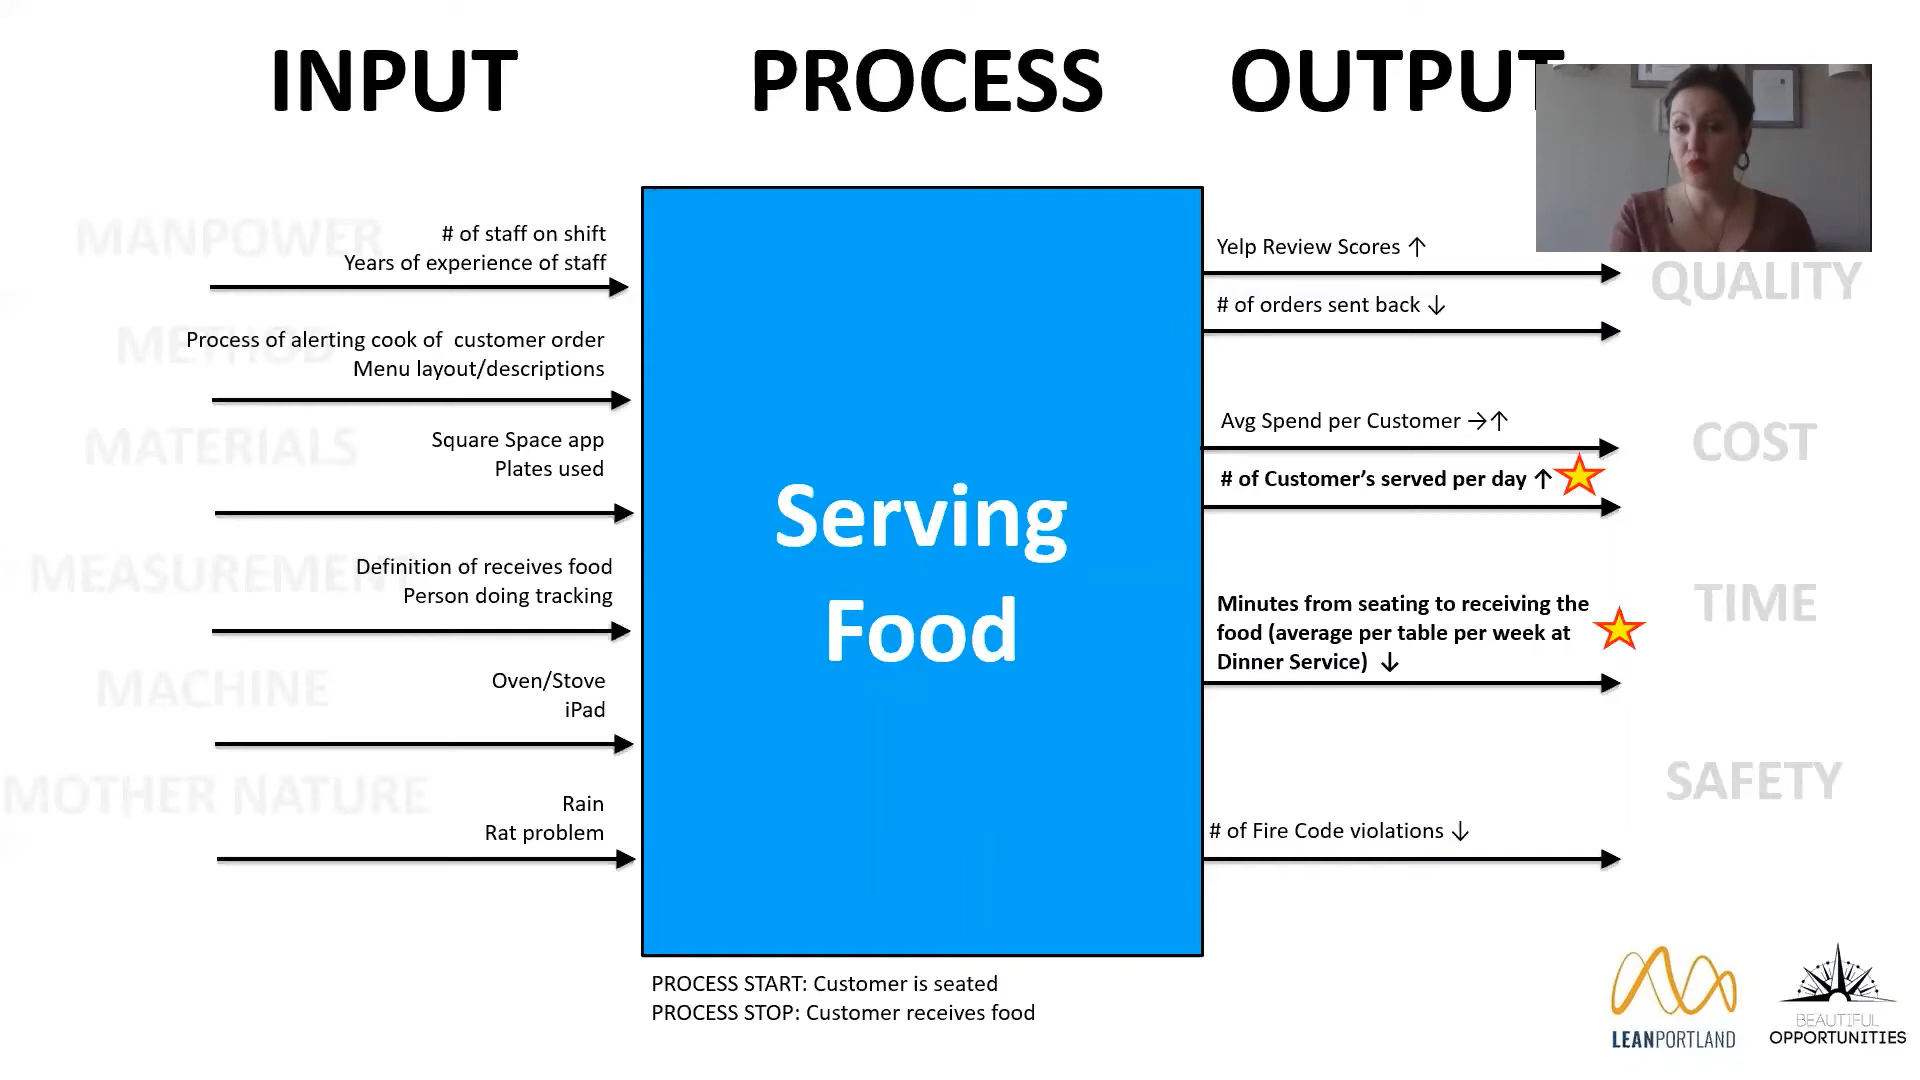 INPUT
PROCESS
OUTPUT
MANPOWER
# of staff on shift
Years of experience of staff
METHOD
Process of alerting cook of  customer order
Menu layout/descriptions
MATERIALS
Square Space app
Plates used
MEASUREMENT
Definition of receives food
Person doing tracking
MACHINE
Oven/Stove
iPad
MOTHER NATURE
Rain
Rat problem
Serving
Food
PROCESS START: Customer is seated
PROCESS STOP: Customer receives food
Yelp Review Scores ↑
# of orders sent back ↓
QUALITY
Avg Spend per Customer →↑
# of Customer’s served per day ↑
COST
Minutes from seating to receiving the
food (average per table per week at
Dinner Service) ↓
TIME
# of Fire Code violations ↓
SAFETY
LEANPORTLAND
BEAUTIFUL
OPPORTUNITIES